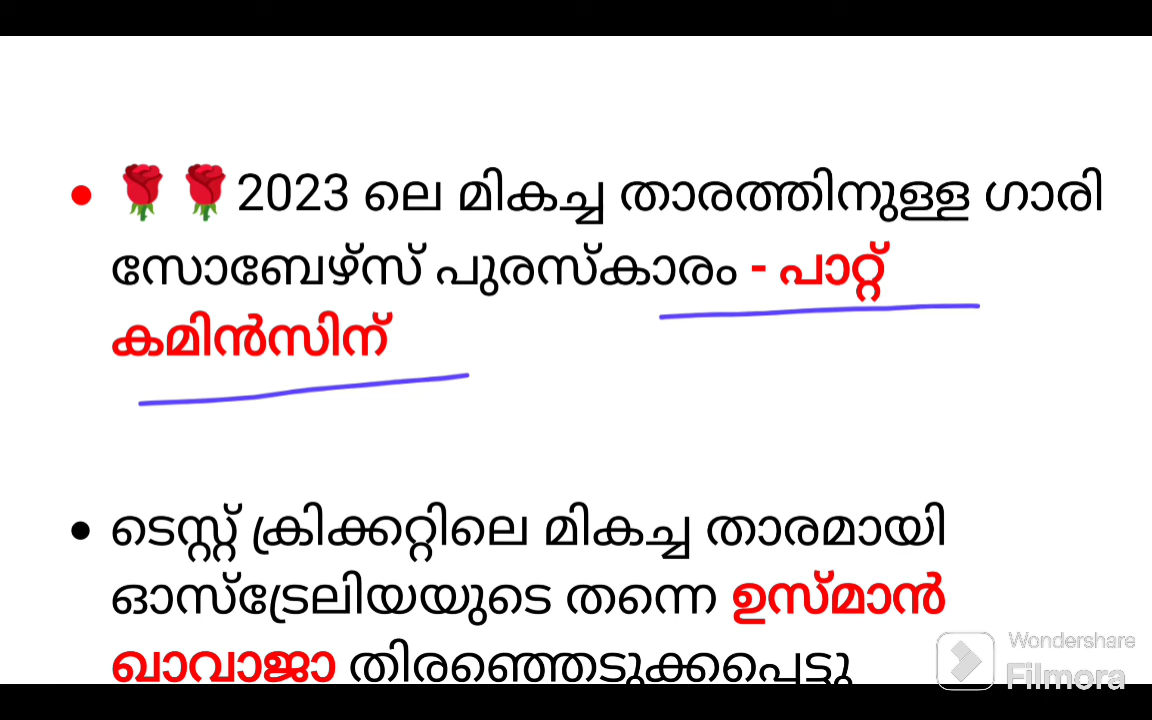 • 🌹🌹2023 ലെ മികച്ച താരത്തിനുള്ള ഗാരി
സോബേഴ്സ് പുരസ്കാരം - പാറ്റ്
കമിൻസിന്
• ടെസ്റ്റ് ക്രിക്കറ്റിലെ മികച്ച താരമായി
ഓസ്ട്രേലിയയുടെ തന്നെ ഉസ്മാൻ
ഖാവാജാ തിരഞ്ഞെടുക്കപ്പെട്ടു
Wondershare
Filmora